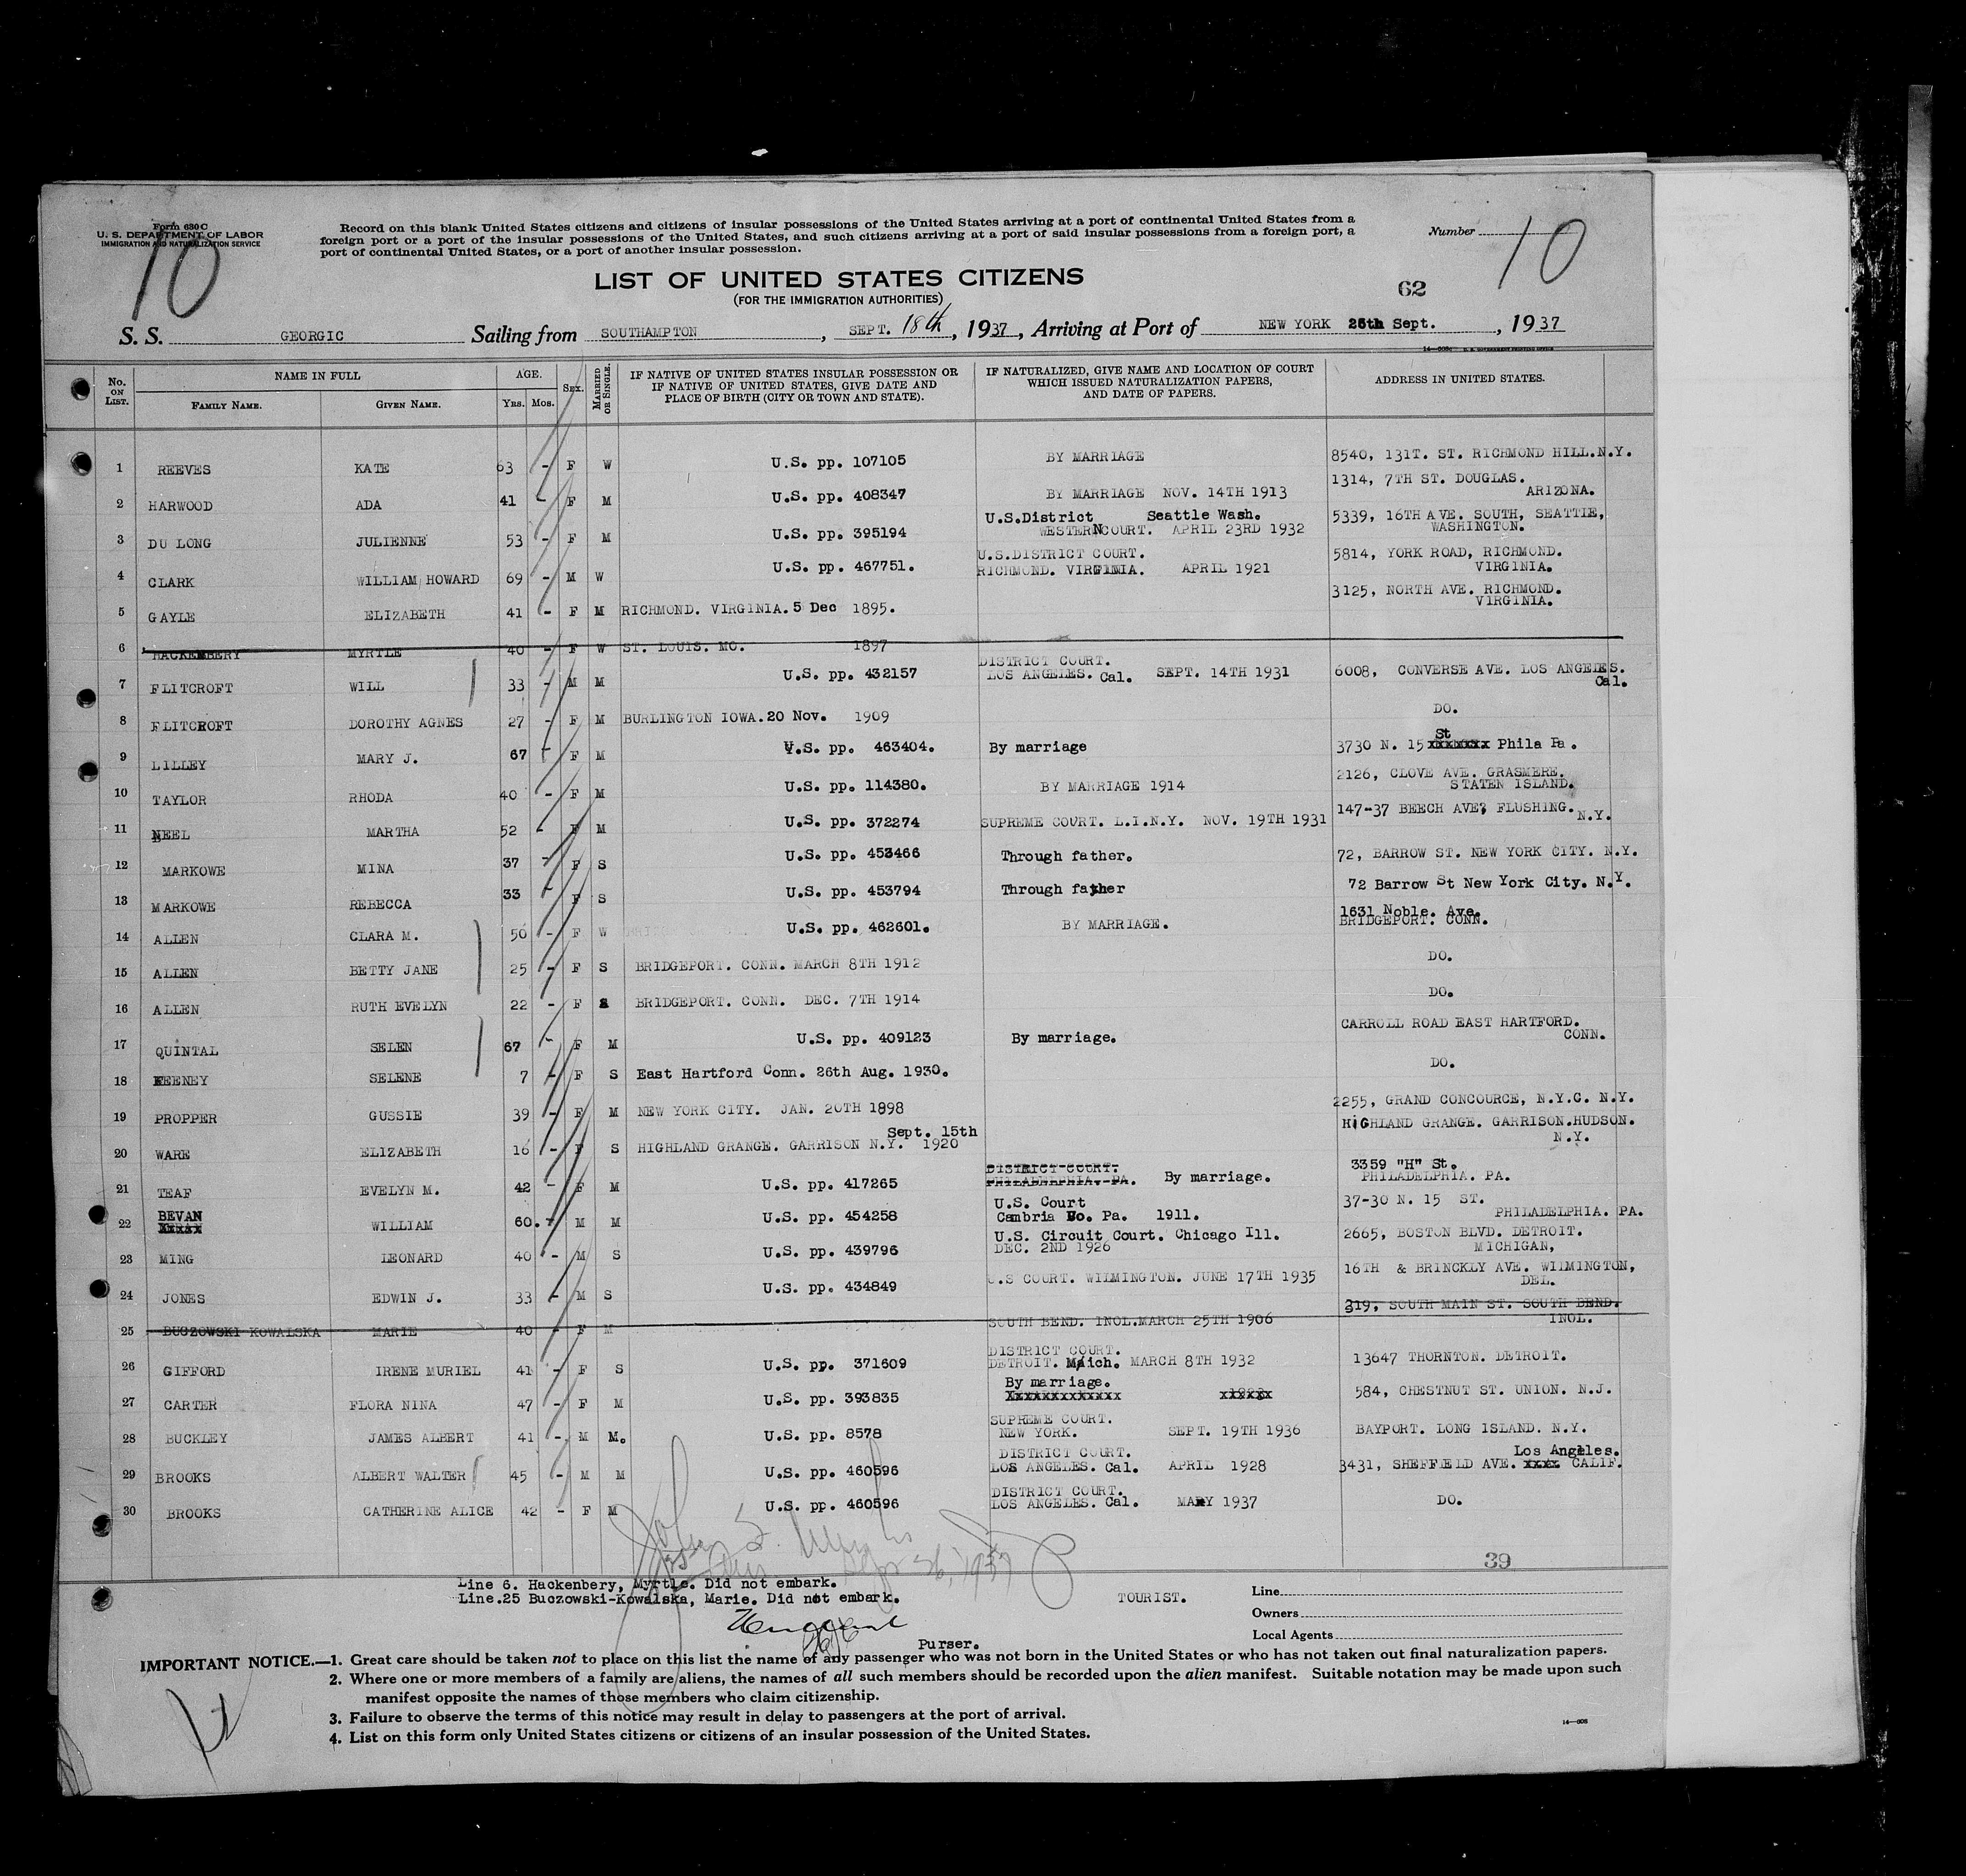 Form 630 C
U. S. DEPARTMENT OF LABOR
IMMIGRATION AND NATURALIZATION SERVICE
10
Record on this blank United States citizens and citizens of insular possessions of the United States arriving at a port of continental United States from a
foreign port or a port of the insular possessions of the United States, and such citizens arriving at a port of said insular possessions from a foreign port, a
port of continental United States, or a port of another insular possession.
Number 10
LIST OF UNITED STATES CITIZENS
(FOR THE IMMIGRATION AUTHORITIES)
62
S. S. GEORGIC Sailing from SOUTHAMPTON, SEPT. 18th, 1937, Arriving at Port of NEW YORK 25th Sept., 1937
No. ON LIST. NAME IN FULL FAMILY NAME. GIVEN NAME. AGE. Yrs. Mos. SEX. MARRIED OR SINGLE. IF NATIVE OF UNITED STATES INSULAR POSSESSION OR IF NATIVE OF UNITED STATES, GIVE DATE AND PLACE OF BIRTH (CITY OR TOWN AND STATE). IF NATURALIZED, GIVE NAME AND LOCATION OF COURT WHICH ISSUED NATURALIZATION PAPERS, AND DATE OF PAPERS. ADDRESS IN UNITED STATES.
1 REEVES KATE 63 - F W U.S. pp. 107105 BY MARRIAGE 8540, 131T. ST. RICHMOND HILL.N.Y.
2 HARWOOD ADA 41 - F M U.S. pp. 408347 BY MARRIAGE NOV. 14TH 1913 1314, 7TH ST. DOUGLAS. ARIZONA.
3 DU LONG JULIENNE 53 - F M U.S. pp. 395194 U.S.District Seattle Wash. WESTERN COURT. APRIL 23RD 1932 5339, 16TH AVE. SOUTH, SEATTIE, WASHINGTON.
4 CLARK WILLIAM HOWARD 69 - M W U.S. pp. 467751. U.S.DISTRICT COURT. RICHMOND. VIRGINIA. APRIL 1921 5814, YORK ROAD, RICHMOND. VIRGINIA.
5 GAYLE ELIZABETH 41 - F M RICHMOND. VIRGINIA. 5 Dec 1895. 3125, NORTH AVE. RICHMOND. VIRGINIA.
6 HACKENBERY MYRTLE 40 - F W ST. LOUIS. MO. 1897
7 FLITCROFT WILL 33 - M M U.S. pp. 432157 DISTRICT COURT. LOS ANGELES. Cal. SEPT. 14TH 1931 6008, CONVERSE AVE. LOS ANGELES. Cal.
8 FLITCROFT DOROTHY AGNES 27 - F M BURLINGTON IOWA. 20 Nov. 1909 DO.
9 LILLEY MARY J. 67 - F M U.S. pp. 463404. By marriage 3730 N. 15 St xxxxxxx Phila Pa.
10 TAYLOR RHODA 40 - F M U.S. pp. 114380. BY MARRIAGE 1914 2126, CLOVE AVE. GRASMERE. STATEN ISLAND.
11 NEEL MARTHA 52 - F M U.S. pp. 372274 SUPREME COURT. L.I.N.Y. NOV. 19TH 1931 147-37 BEECH AVE, FLUSHING. N.Y.
12 MARKOWE MINA 37 - F S U.S. pp. 453466 Through father. 72, BARROW ST. NEW YORK CITY. N.Y.
13 MARKOWE REBECCA 33 - F S U.S. pp. 453794 Through father 72 Barrow St New York City. N.Y.
14 ALLEN CLARA M. 50 - F W U.S. pp. 462601. BY MARRIAGE. 1631 Noble. Ave. BRIDGEPORT. CONN.
15 ALLEN BETTY JANE 25 - F S BRIDGEPORT. CONN. MARCH 8TH 1912 DO.
16 ALLEN RUTH EVELYN 22 - F S BRIDGEPORT. CONN. DEC. 7TH 1914 DO.
17 QUINTAL SELEN 67 - F M U.S. pp. 409123 By marriage. CARROLL ROAD EAST HARTFORD. CONN.
18 FEENEY SELENE 7 - F S East Hartford Conn. 26th Aug. 1930. DO.
19 PROPPER GUSSIE 39 - F M NEW YORK CITY. JAN. 20TH 1898 2255, GRAND CONCOURCE, N.Y.C. N.Y.
20 WARE ELIZABETH 16 - F S HIGHLAND GRANGE. GARRISON N.Y. Sept. 15th 1920 HIGHLAND GRANGE. GARRISON.HUDSON. N.Y.
21 TEAF EVELYN M. 42 - F M U.S. pp. 417265 DISTRICT COURT. PHILADELPHIA. PA. By marriage. 3359 "H" St. PHILADELPHIA. PA.
22 BEVAN xxxxx WILLIAM 60. - M M U.S. pp. 454258 U.S. Court Cambria Co. Pa. 1911. 37-30 N. 15 ST. PHILADELPHIA. PA.
23 MING LEONARD 40 - M S U.S. pp. 439796 U.S. Circuit Court. Chicago Ill. DEC. 2ND 1926 2665, BOSTON BLVD. DETROIT. MICHIGAN,
24 JONES EDWIN J. 33 - M S U.S. pp. 434849 U.S COURT. WILMINGTON. JUNE 17TH 1935 16TH & BRINCKLY AVE. WILMINGTON, DEL.
25 BUCZOWSKI KOWALSKA MARIE 40 - F M SOUTH BEND. INOL.MARCH 25TH 1906 319, SOUTH MAIN ST. SOUTH BEND. INOL.
26 GIFFORD IRENE MURIEL 41 - F S U.S. pp. 371609 DISTRICT COURT. DETROIT. Mich. MARCH 8TH 1932 13647 THORNTON. DETROIT.
27 CARTER FLORA NINA 47 - F M U.S. pp. 393835 By marriage. xxxxxxxxxxxxx xxxxxx 584, CHESTNUT ST. UNION. N.J.
28 BUCKLEY JAMES ALBERT 41 - M M. U.S. pp. 8578 SUPREME COURT. NEW YORK. SEPT. 19TH 1936 BAYPORT. LONG ISLAND. N.Y.
29 BROOKS ALBERT WALTER 45 - M M U.S. pp. 460596 DISTRICT COURT. LOS ANGELES. Cal. APRIL 1928 3431, SHEFFIELD AVE. xxxx Los Angeles. CALIF.
30 BROOKS CATHERINE ALICE 42 - F M U.S. pp. 460596 DISTRICT COURT. LOS ANGELES. Cal. MAY 1937 DO.
39
Line 6. Hackenbery, Myrtle. Did not embark.
Line.25 Buczowski-Kowalska, Marie. Did not embark.
TOURIST.
Purser.
Line
Owners
Local Agents
IMPORTANT NOTICE.—1. Great care should be taken not to place on this list the name of any passenger who was not born in the United States or who has not taken out final naturalization papers.
2. Where one or more members of a family are aliens, the names of all such members should be recorded upon the alien manifest. Suitable notation may be made upon such
manifest opposite the names of those members who claim citizenship.
3. Failure to observe the terms of this notice may result in delay to passengers at the port of arrival.
4. List on this form only United States citizens or citizens of an insular possession of the United States.